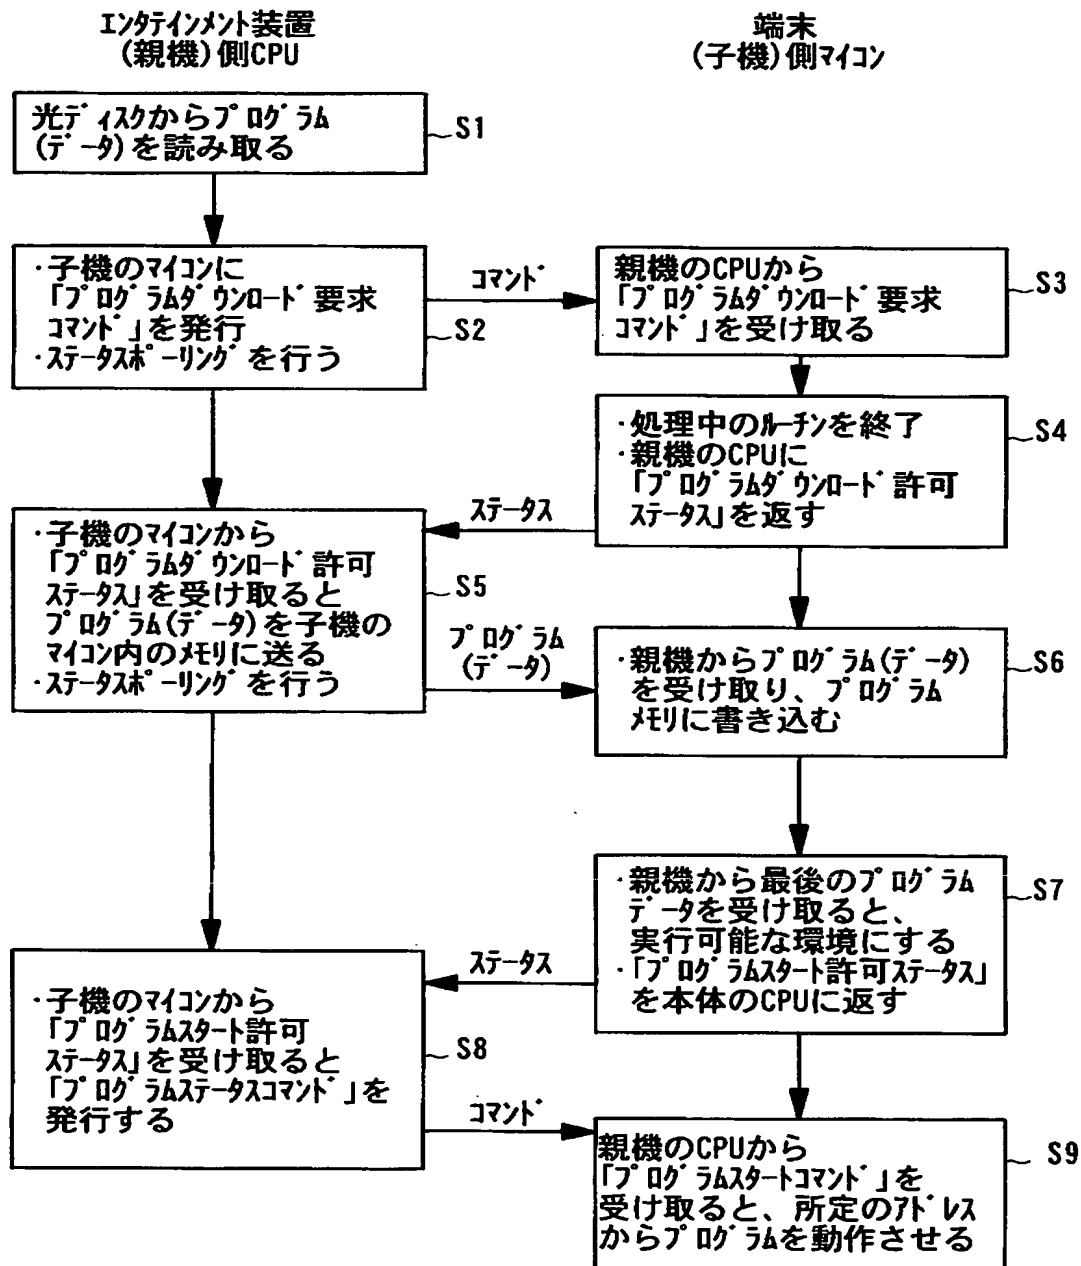 エンタテインメント装置
(親機)側CPU
端末
(子機)側マイコン
光ディスクからプログラム
(データ)を読み取る
S1
・子機のマイコンに
「プログラムダウンロード要求
コマンド」を発行
・ステータスポーリングを行う
S2
コマンド
親機のCPUから
「プログラムダウンロード要求
コマンド」を受け取る
S3
・処理中のルーチンを終了
・親機のCPUに
「プログラムダウンロード許可
ステータス」を返す
S4
ステータス
・子機のマイコンから
「プログラムダウンロード許可
ステータス」を受け取ると
プログラム(データ)を子機の
マイコン内のメモリに送る
・ステータスポーリングを行う
S5
プログラム
(データ)
・親機からプログラム(データ)
を受け取り、プログラム
メモリに書き込む
S6
・親機から最後のプログラム
データを受け取ると、
実行可能な環境にする
・「プログラムスタート許可ステータス」
を本体のCPUに返す
S7
ステータス
・子機のマイコンから
「プログラムスタート許可
ステータス」を受け取ると
「プログラムステータスコマンド」を
発行する
S8
コマンド
親機のCPUから
「プログラムスタートコマンド」を
受け取ると、所定のアドレス
からプログラムを動作させる
S9